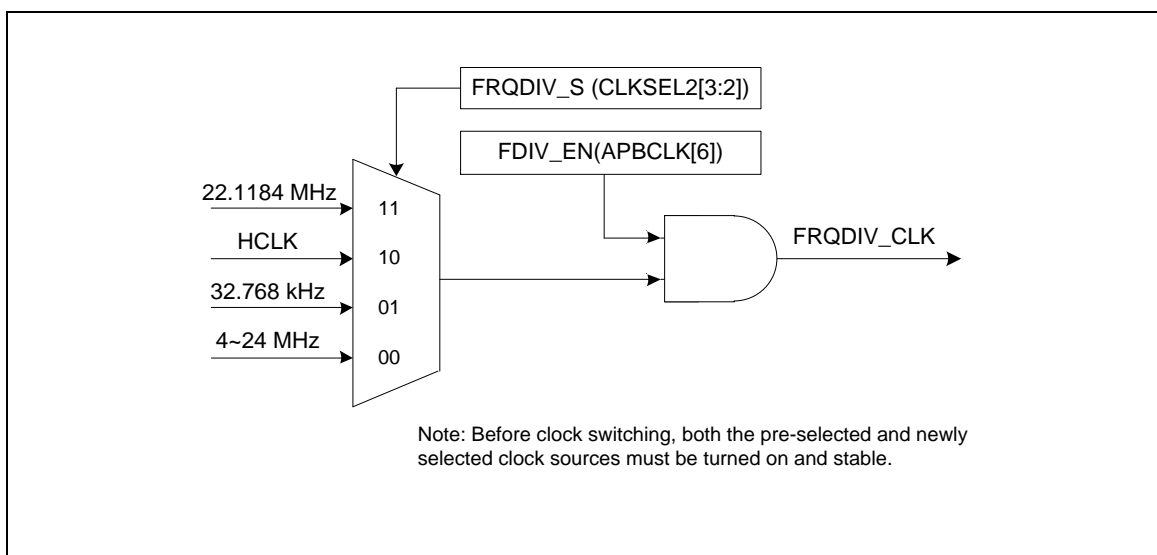 FRQDIV_S (CLKSEL2[3:2])
FDIV_EN(APBCLK[6])
22.1184 MHz
11
HCLK
10
32.768 kHz
01
4~24 MHz
00
FRQDIV_CLK
Note: Before clock switching, both the pre-selected and newly
selected clock sources must be turned on and stable.